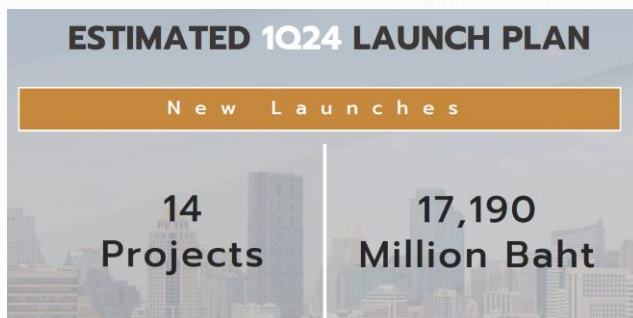 ESTIMATED 1Q24 LAUNCH PLAN
New Launches
14
Projects
17,190
Million Baht